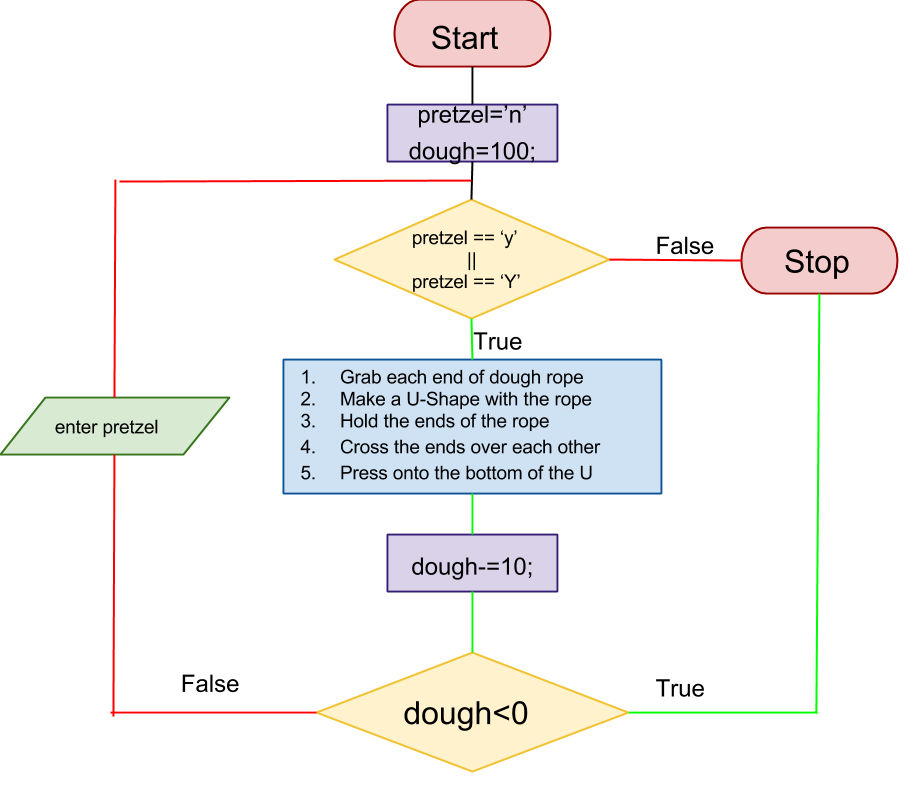 Start
pretzel=’n’
dough=100;
pretzel == ‘y’
||
pretzel == ‘Y’
False
Stop
True
1. Grab each end of dough rope
2. Make a U-Shape with the rope
3. Hold the ends of the rope
4. Cross the ends over each other
5. Press onto the bottom of the U
enter pretzel
dough-=10;
False
True
dough<0